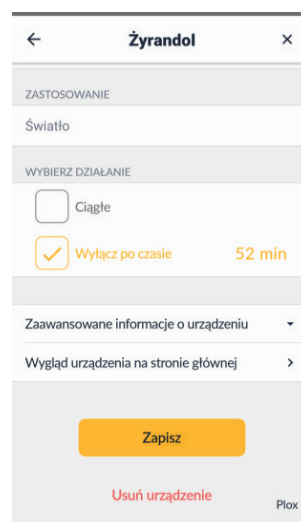 Żyrandol
ZASTOSOWANIE
Światło
WYBIERZ DZIAŁANIE
Ciągłe
Wyłącz po czasie 52 min
Zaawansowane informacje o urządzeniu
Wygląd urządzenia na stronie głównej
Zapisz
Usuń urządzenie
Plox